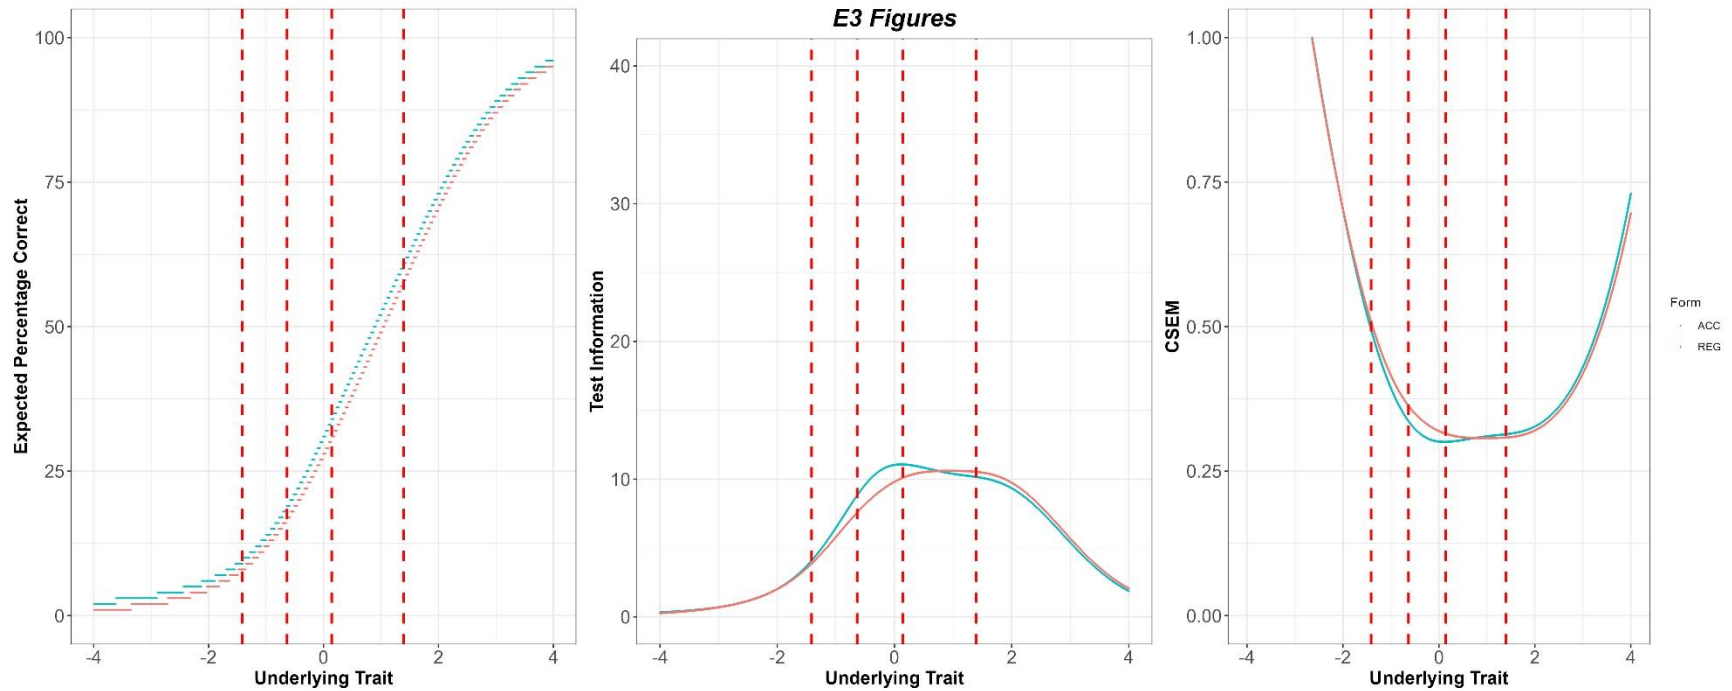 E3 Figures
Expected Percentage Correct
100
75
50
25
0
-4 -2 0 2 4
Underlying Trait
Test Information
40
30
20
10
0
-4 -2 0 2 4
Underlying Trait
CSEM
1.00
0.75
0.50
0.25
0.00
-4 -2 0 2 4
Underlying Trait
Form
ACC
REG